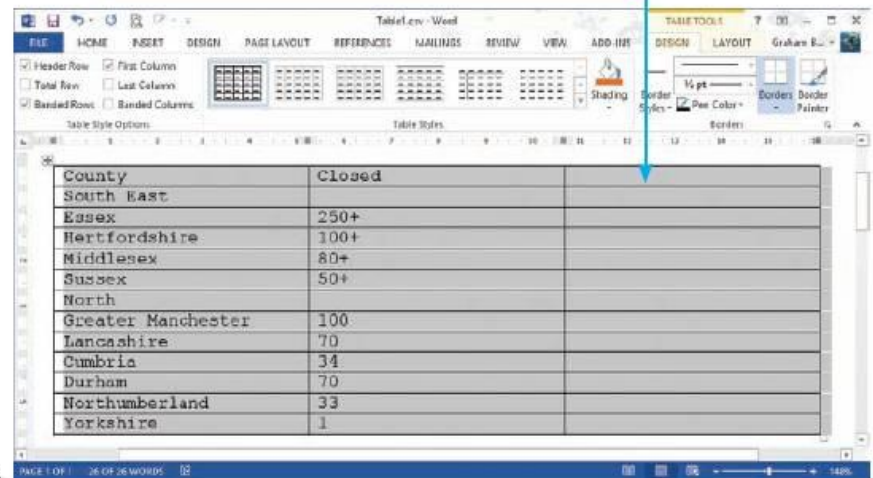 Table1.csv - Word
TABLE TOOLS
FILE HOME INSERT DESIGN PAGE LAYOUT REFERENCES MAILINGS REVIEW VIEW ADD-INS DESIGN LAYOUT Graham B...
Header Row First Column
Total Row Last Column
Banded Rows Banded Columns
Shading
Border Styles
½ pt
Pen Color
Borders
Border Painter
Table Style Options
Table Styles
Borders
County Closed
South East
Essex 250+
Hertfordshire 100+
Middlesex 80+
Sussex 50+
North
Greater Manchester 100
Lancashire 70
Cumbria 34
Durham 70
Northumberland 33
Yorkshire 1
PAGE 1 OF 1 26 OF 26 WORDS 148%